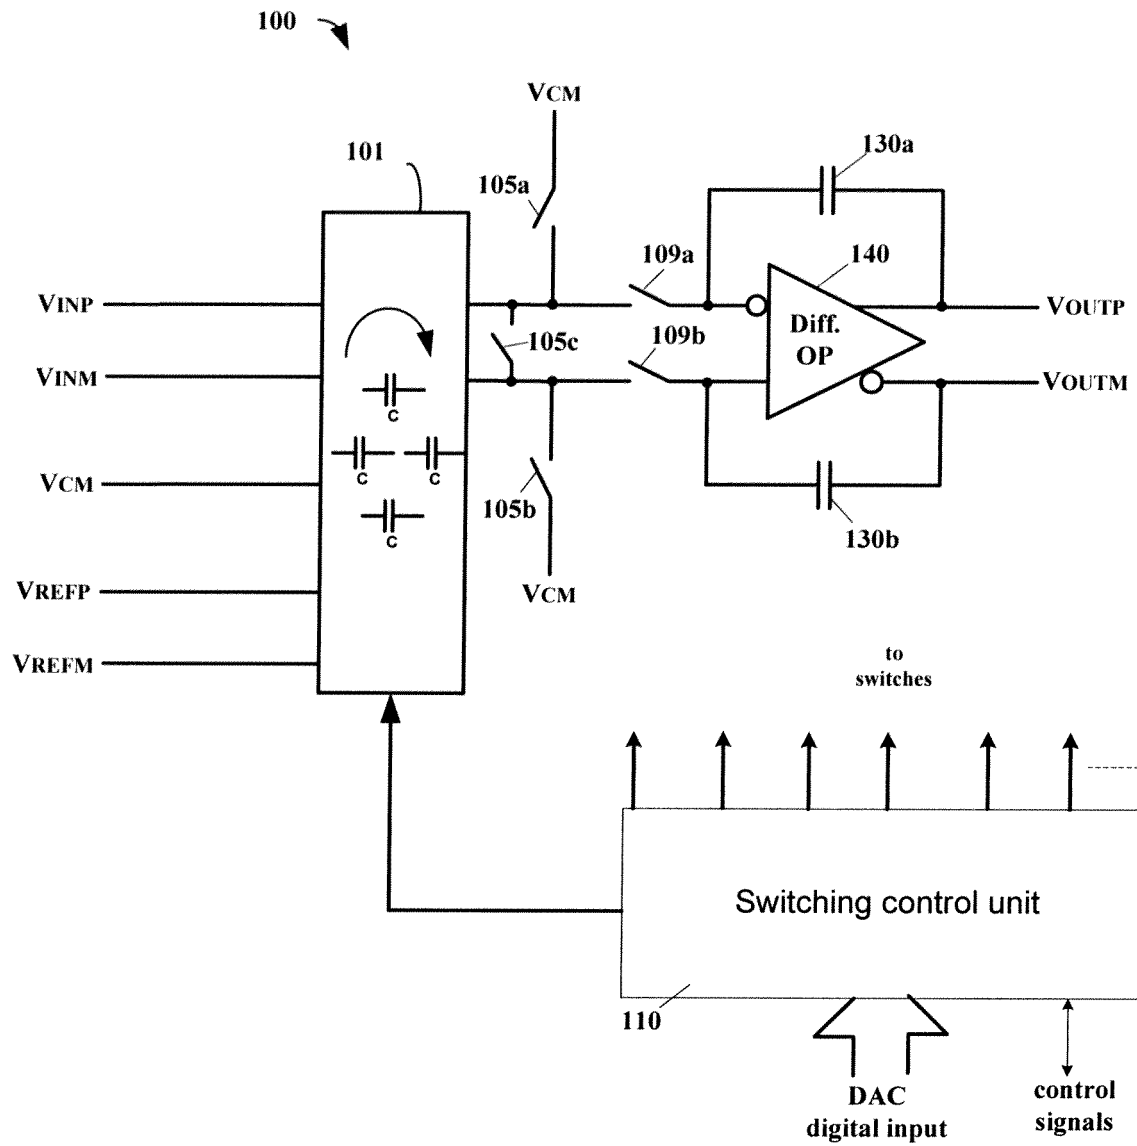 100
VCM
101
130a
105a
109a
140
VINP
Diff.
OP
VOUTP
105c
109b
VINM
VOUTM
C
C
C
VCM
105b
C
130b
VREFP
VCM
VREFM
to
switches
Switching control unit
110
DAC
digital input
control
signals